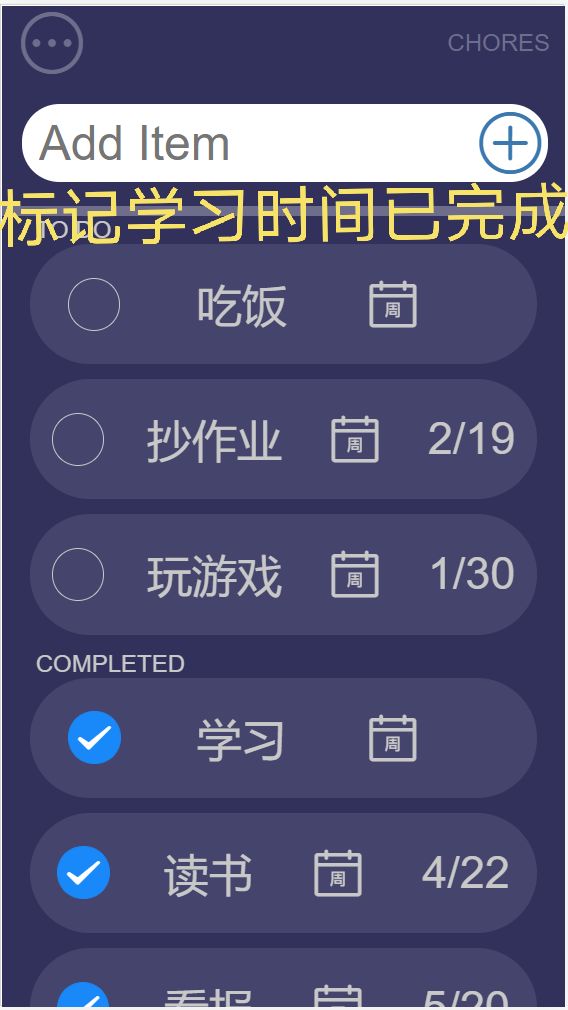 CHORES
Add Item
标记学习时间已完成
TODO
吃饭 周
抄作业 周 2/19
玩游戏 周 1/30
COMPLETED
学习 周
读书 周 4/22
看报 5/20